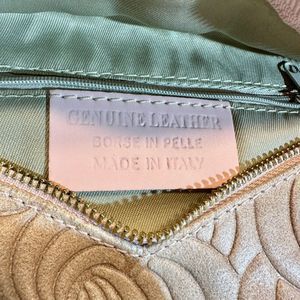 GENUINE LEATHER
BORSE IN PELLE
MADE IN ITALY